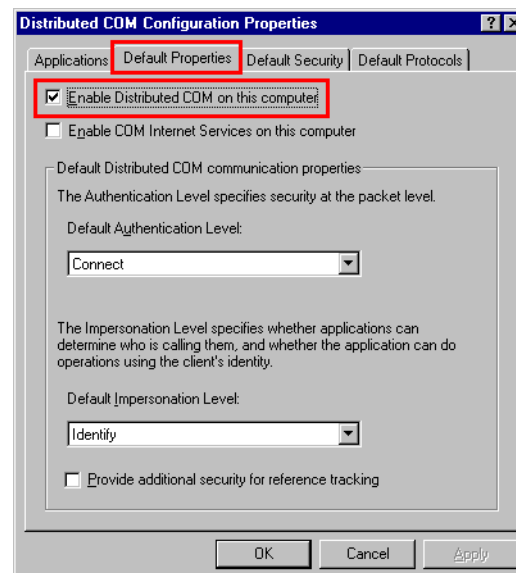 Distributed COM Configuration Properties
Applications Default Properties Default Security Default Protocols
Enable Distributed COM on this computer
Enable COM Internet Services on this computer
Default Distributed COM communication properties
The Authentication Level specifies security at the packet level.
Default Authentication Level:
Connect
The Impersonation Level specifies whether applications can
determine who is calling them, and whether the application can do
operations using the client's identity.
Default Impersonation Level:
Identify
Provide additional security for reference tracking
OK Cancel Apply